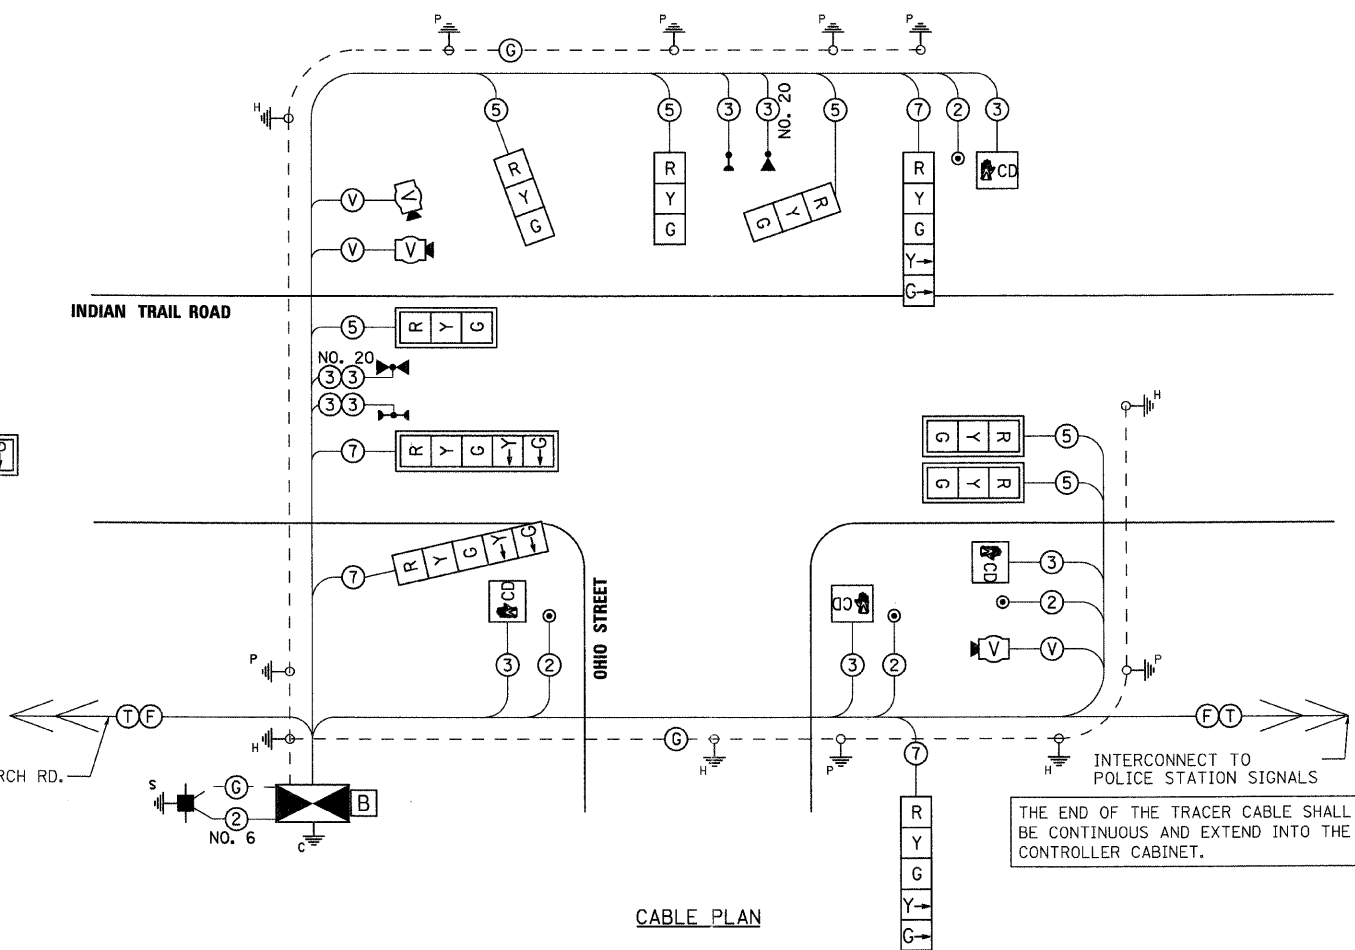 P P P P
G
H
5 5 3 3 NO. 20 5 7 2 3
R Y G
R Y G
R Y G
R Y G Y G
CD
V V
V V
INDIAN TRAIL ROAD
5 R Y G
NO. 20
3 3
3 3
7 R Y G Y G
G
7 R Y G Y G
CD
3 2
OHIO STREET
H
R Y G 5
R Y G 5
CD 3
2
V V
CD
3 2
P
P
T F
F T
H
G
H P H
7
R Y G Y G
RCH RD.
INTERCONNECT TO
POLICE STATION SIGNALS
S G
2
NO. 6
B
C
THE END OF THE TRACER CABLE SHALL
BE CONTINUOUS AND EXTEND INTO THE
CONTROLLER CABINET.
CABLE PLAN